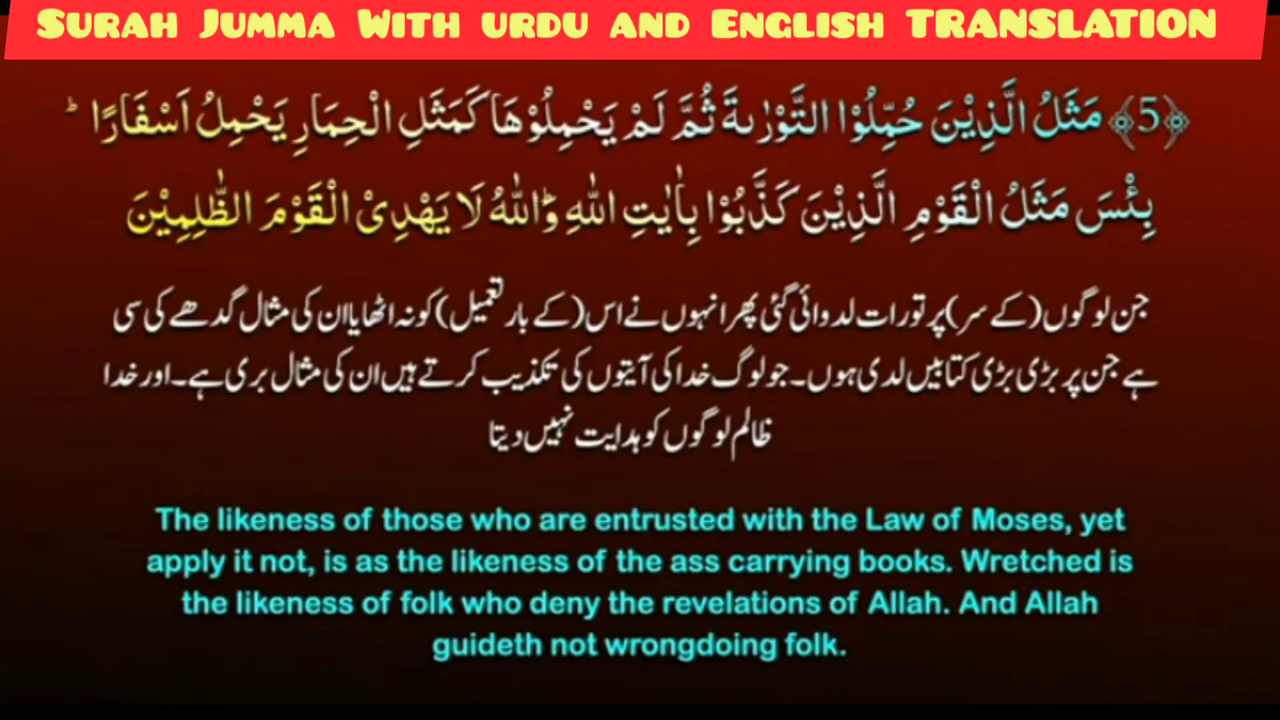 Surah Jumma With urdu and English TRANSLATION
﴿5﴾ مَثَلُ الَّذِيْنَ حُمِّلُوْا التَّوْرٰىةَ ثُمَّ لَمْ يَحْمِلُوْهَا كَمَثَلِ الْحِمَارِ يَحْمِلُ اَسْفَارًا ؕ
بِئْسَ مَثَلُ الْقَوْمِ الَّذِيْنَ كَذَّبُوْا بِاٰيٰتِ اللّٰهِ ؕ وَاللّٰهُ لَا يَهْدِىْ الْقَوْمَ الظّٰلِمِيْنَ
جن لوگوں (کے سر) پر تورات لدوائی گئی پھر انہوں نے اس (کے بار تعمیل) کو نہ اٹھایا ان کی مثال گدھے کی سی
ہے جن پر بڑی بڑی کتابیں لدی ہوں۔ جو لوگ خدا کی آیتوں کی تکذیب کرتے ہیں ان کی مثال بری ہے۔ اور خدا
ظالم لوگوں کو ہدایت نہیں دیتا
The likeness of those who are entrusted with the Law of Moses, yet
apply it not, is as the likeness of the ass carrying books. Wretched is
the likeness of folk who deny the revelations of Allah. And Allah
guideth not wrongdoing folk.